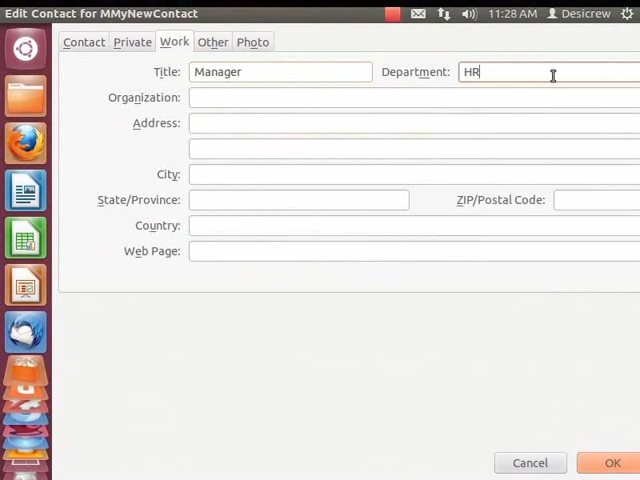 Edit Contact for MMyNewContact 11:28 AM Desicrew
Contact Private Work Other Photo
Title: Manager Department: HR
Organization:
Address:
City:
State/Province: ZIP/Postal Code:
Country:
Web Page:
Cancel OK